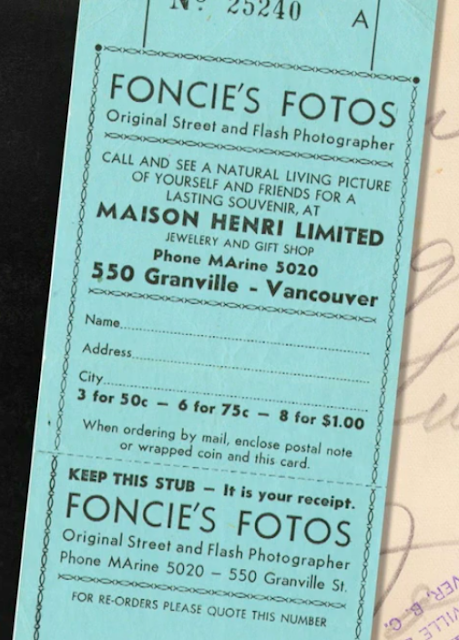 Nº 25240 A
FONCIE'S FOTOS
Original Street and Flash Photographer
CALL AND SEE A NATURAL LIVING PICTURE
OF YOURSELF AND FRIENDS FOR A
LASTING SOUVENIR, AT
MAISON HENRI LIMITED
JEWELERY AND GIFT SHOP
Phone MArine 5020
550 Granville - Vancouver
Name
Address
City
3 for 50c — 6 for 75c — 8 for $1.00
When ordering by mail, enclose postal note
or wrapped coin and this card.
KEEP THIS STUB — It is your receipt.
FONCIE'S FOTOS
Original Street and Flash Photographer
Phone MArine 5020 — 550 Granville St.
FOR RE-ORDERS PLEASE QUOTE THIS NUMBER
VILLE
VER, B. C.